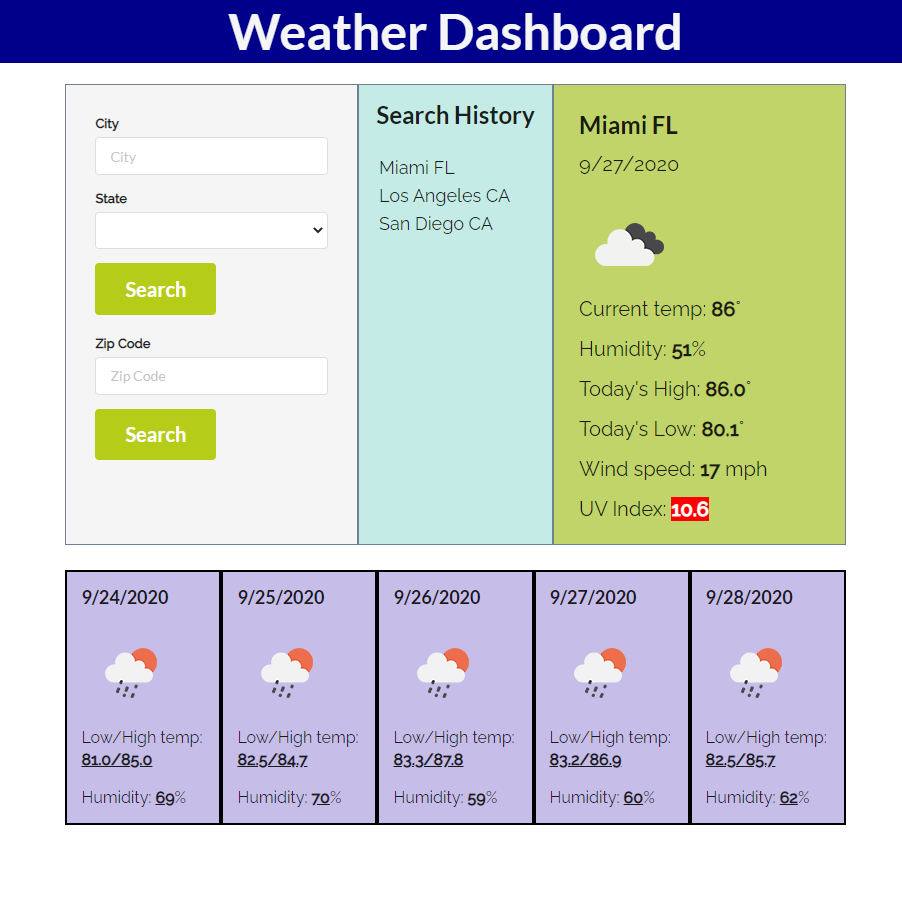 Weather Dashboard
City
City
State
Search
Zip Code
Zip Code
Search
Search History
Miami FL
Los Angeles CA
San Diego CA
Miami FL
9/27/2020
Current temp: 86°
Humidity: 51%
Today's High: 86.0°
Today's Low: 80.1°
Wind speed: 17 mph
UV Index: 10.6
9/24/2020
Low/High temp:
81.0/85.0
Humidity: 69%
9/25/2020
Low/High temp:
82.5/84.7
Humidity: 70%
9/26/2020
Low/High temp:
83.3/87.8
Humidity: 59%
9/27/2020
Low/High temp:
83.2/86.9
Humidity: 60%
9/28/2020
Low/High temp:
82.5/85.7
Humidity: 62%